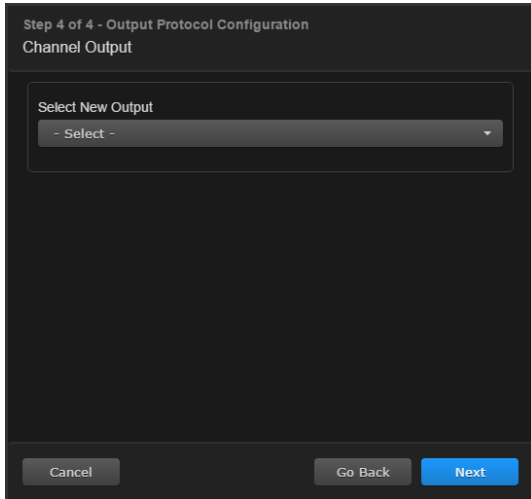 Step 4 of 4 - Output Protocol Configuration
Channel Output
Select New Output
- Select -
Cancel
Go Back
Next